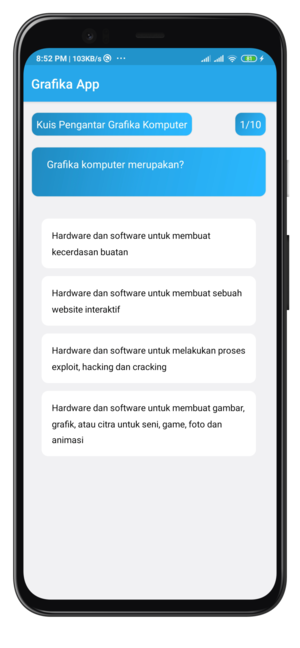 8:52 PM | 103KB/s ...
81
Grafika App
Kuis Pengantar Grafika Komputer
1/10
Grafika komputer merupakan?
Hardware dan software untuk membuat
kecerdasan buatan
Hardware dan software untuk membuat sebuah
website interaktif
Hardware dan software untuk melakukan proses
exploit, hacking dan cracking
Hardware dan software untuk membuat gambar,
grafik, atau citra untuk seni, game, foto dan
animasi